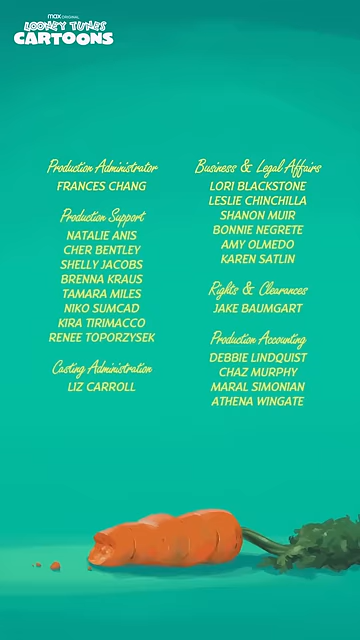 max ORIGINAL
LOONEY TUNES
CARTOONS
Production Administrator
FRANCES CHANG
Production Support
NATALIE ANIS
CHER BENTLEY
SHELLY JACOBS
BRENNA KRAUS
TAMARA MILES
NIKO SUMCAD
KIRA TIRIMACCO
RENEE TOPORZYSEK
Casting Administration
LIZ CARROLL
Business & Legal Affairs
LORI BLACKSTONE
LESLIE CHINCHILLA
SHANON MUIR
BONNIE NEGRETE
AMY OLMEDO
KAREN SATLIN
Rights & Clearances
JAKE BAUMGART
Production Accounting
DEBBIE LINDQUIST
CHAZ MURPHY
MARAL SIMONIAN
ATHENA WINGATE